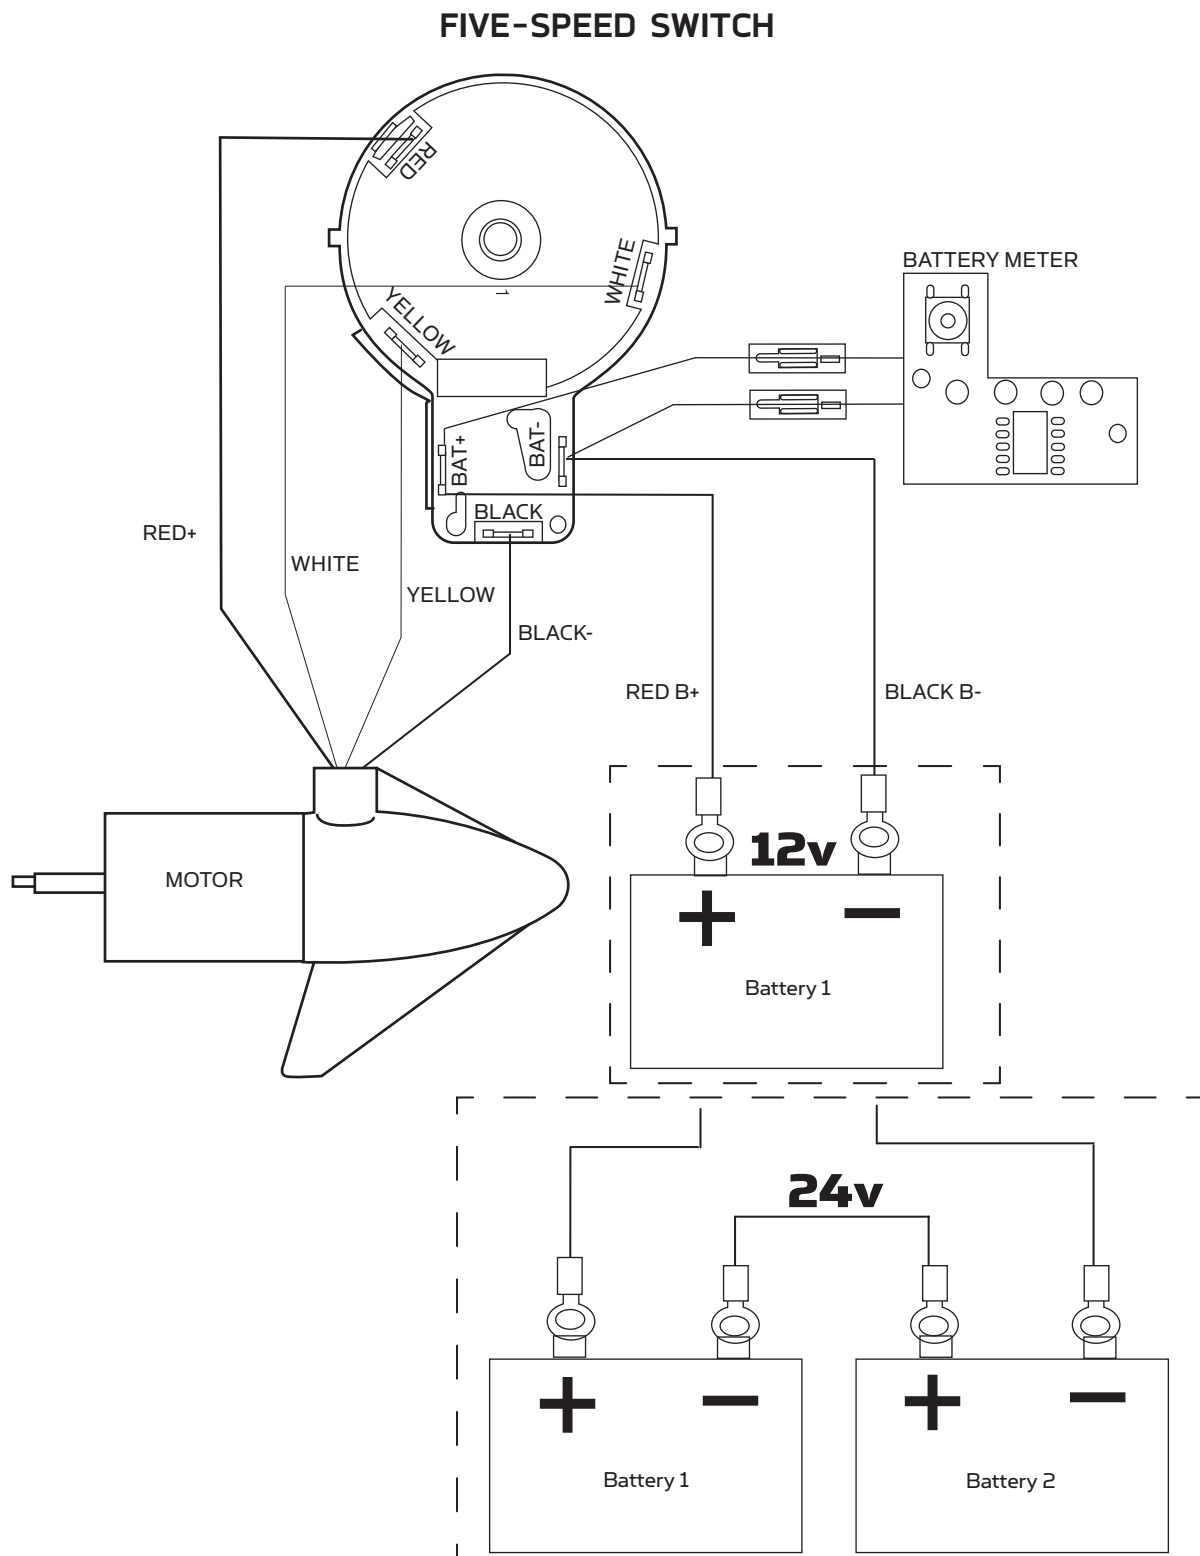 FIVE-SPEED SWITCH
RED
WHITE
BATTERY METER
1
YELLOW
BAT+
BAT-
BLACK
RED+
WHITE
YELLOW
BLACK-
RED B+
BLACK B-
12v
MOTOR
+
−
Battery 1
24v
+
−
+
−
Battery 1
Battery 2